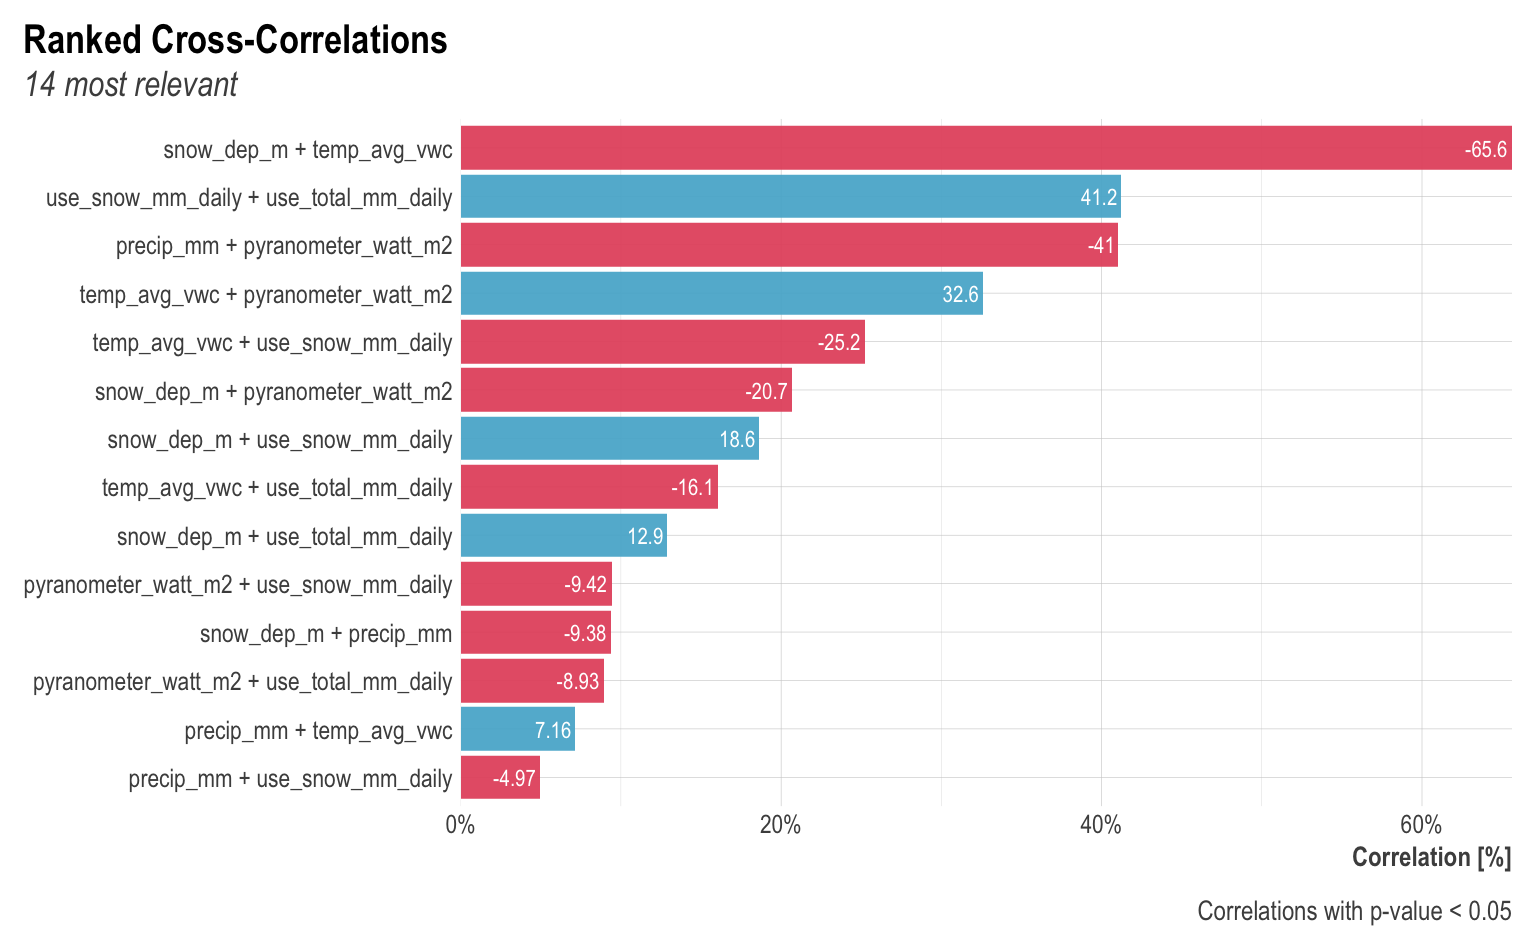 Ranked Cross-Correlations
14 most relevant
snow_dep_m + temp_avg_vwc -65.6
use_snow_mm_daily + use_total_mm_daily 41.2
precip_mm + pyranometer_watt_m2 -41
temp_avg_vwc + pyranometer_watt_m2 32.6
temp_avg_vwc + use_snow_mm_daily -25.2
snow_dep_m + pyranometer_watt_m2 -20.7
snow_dep_m + use_snow_mm_daily 18.6
temp_avg_vwc + use_total_mm_daily -16.1
snow_dep_m + use_total_mm_daily 12.9
pyranometer_watt_m2 + use_snow_mm_daily -9.42
snow_dep_m + precip_mm -9.38
pyranometer_watt_m2 + use_total_mm_daily -8.93
precip_mm + temp_avg_vwc 7.16
precip_mm + use_snow_mm_daily -4.97
0% 20% 40% 60%
Correlation [%]
Correlations with p-value < 0.05